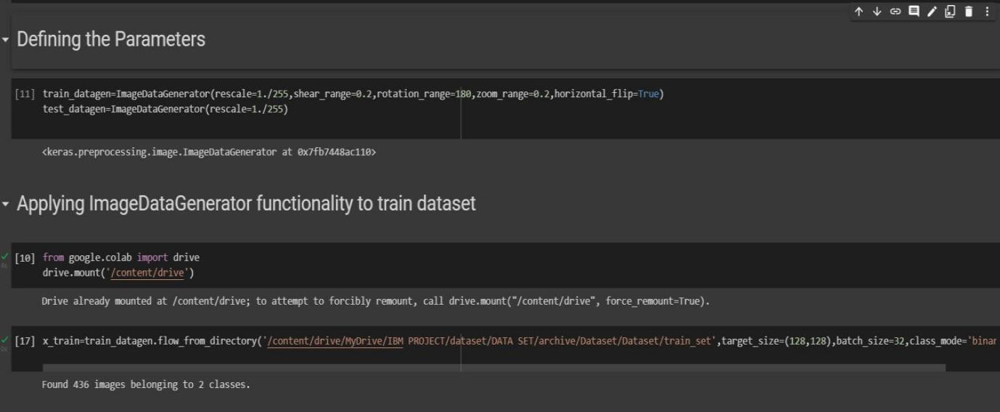 Defining the Parameters
[11] train_datagen=ImageDataGenerator(rescale=1./255,shear_range=0.2,rotation_range=180,zoom_range=0.2,horizontal_flip=True)
test_datagen=ImageDataGenerator(rescale=1./255)
<keras.preprocessing.image.ImageDataGenerator at 0x7fb7448ac110>
Applying ImageDataGenerator functionality to train dataset
[10] from google.colab import drive
drive.mount('/content/drive')
Drive already mounted at /content/drive; to attempt to forcibly remount, call drive.mount("/content/drive", force_remount=True).
[17] x_train=train_datagen.flow_from_directory('/content/drive/MyDrive/IBM PROJECT/dataset/DATA SET/archive/Dataset/Dataset/train_set',target_size=(128,128),batch_size=32,class_mode='binar
Found 436 images belonging to 2 classes.